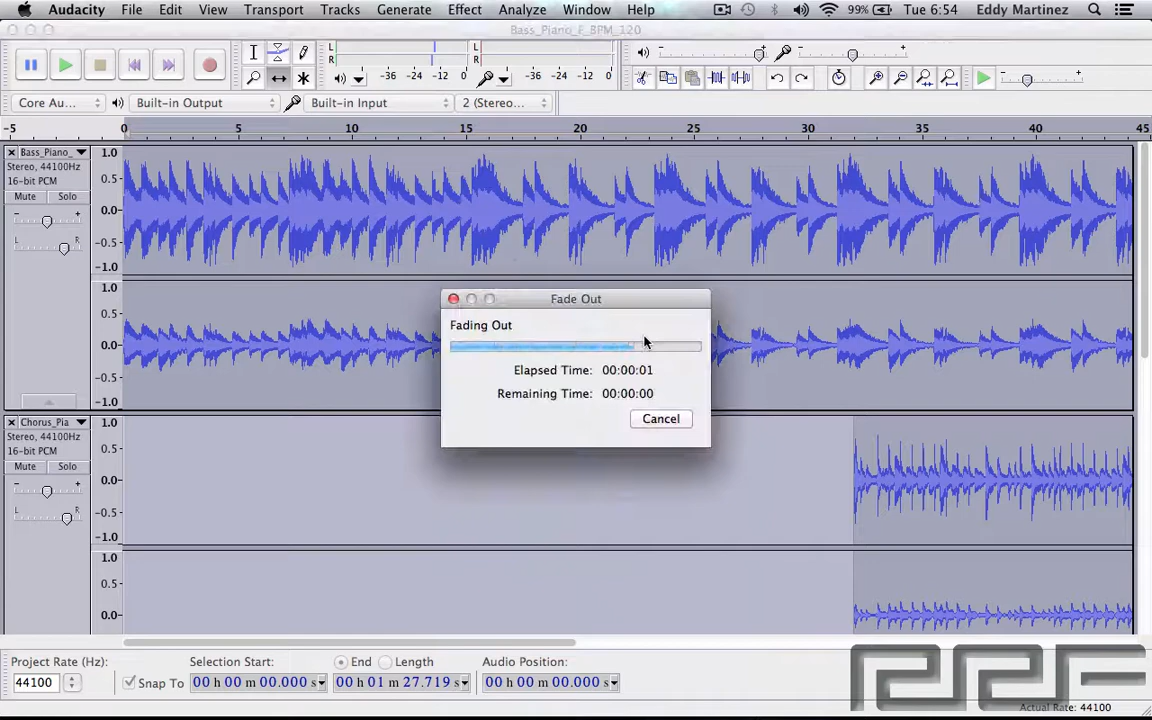 Audacity File Edit View Transport Tracks Generate Effect Analyze Window Help 99% Tue 6:54 Eddy Martinez
Bass_Piano_F_BPM_120
L
R
-36 -24 -12 0
L
R
-36 -24 -12 0
Core Au... Built-in Output Built-in Input 2 (Stereo...
-5 0 5 10 15 20 25 30 35 40 45
Bass_Piano_
Stereo, 44100Hz
16-bit PCM
Mute Solo
- +
L R
1.0
0.5
0.0
-0.5
-1.0
1.0
0.5
0.0
-0.5
-1.0
Fade Out
Fading Out
Elapsed Time: 00:00:01
Remaining Time: 00:00:00
Cancel
Chorus_Pia
Stereo, 44100Hz
16-bit PCM
Mute Solo
- +
L R
1.0
0.5
0.0
-0.5
-1.0
1.0
0.5
0.0
Project Rate (Hz): Selection Start: End Length Audio Position:
44100 Snap To 00 h 00 m 00.000 s 00 h 01 m 27.719 s 00 h 00 m 00.000 s
Actual Rate: 44100